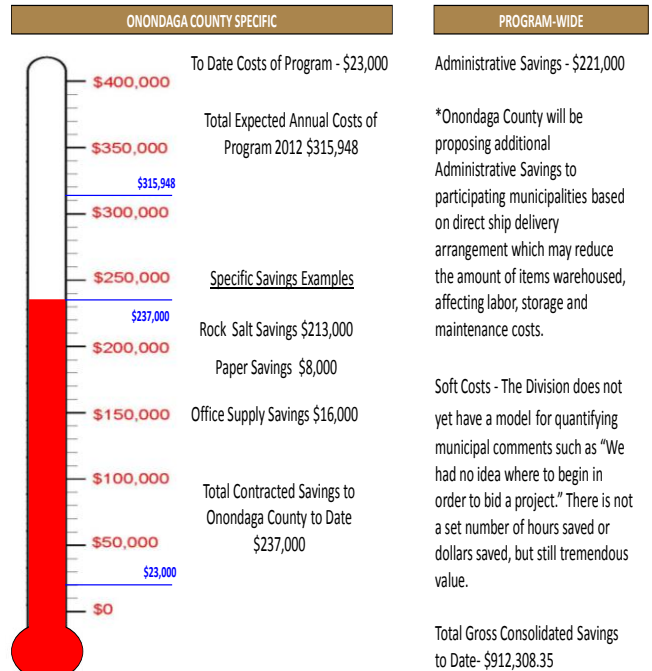 ONONDAGA COUNTY SPECIFIC
To Date Costs of Program - $23,000
Total Expected Annual Costs of
Program 2012 $315,948
Specific Savings Examples
Rock Salt Savings $213,000
Paper Savings $8,000
Office Supply Savings $16,000
Total Contracted Savings to
Onondaga County to Date
$237,000
$400,000
$350,000
$315,948
$300,000
$250,000
$237,000
$200,000
$150,000
$100,000
$50,000
$23,000
$0
PROGRAM-WIDE
Administrative Savings - $221,000
*Onondaga County will be
proposing additional
Administrative Savings to
participating municipalities based
on direct ship delivery
arrangement which may reduce
the amount of items warehoused,
affecting labor, storage and
maintenance costs.
Soft Costs - The Division does not
yet have a model for quantifying
municipal comments such as “We
had no idea where to begin in
order to bid a project.” There is not
a set number of hours saved or
dollars saved, but still tremendous
value.
Total Gross Consolidated Savings
to Date- $912,308.35